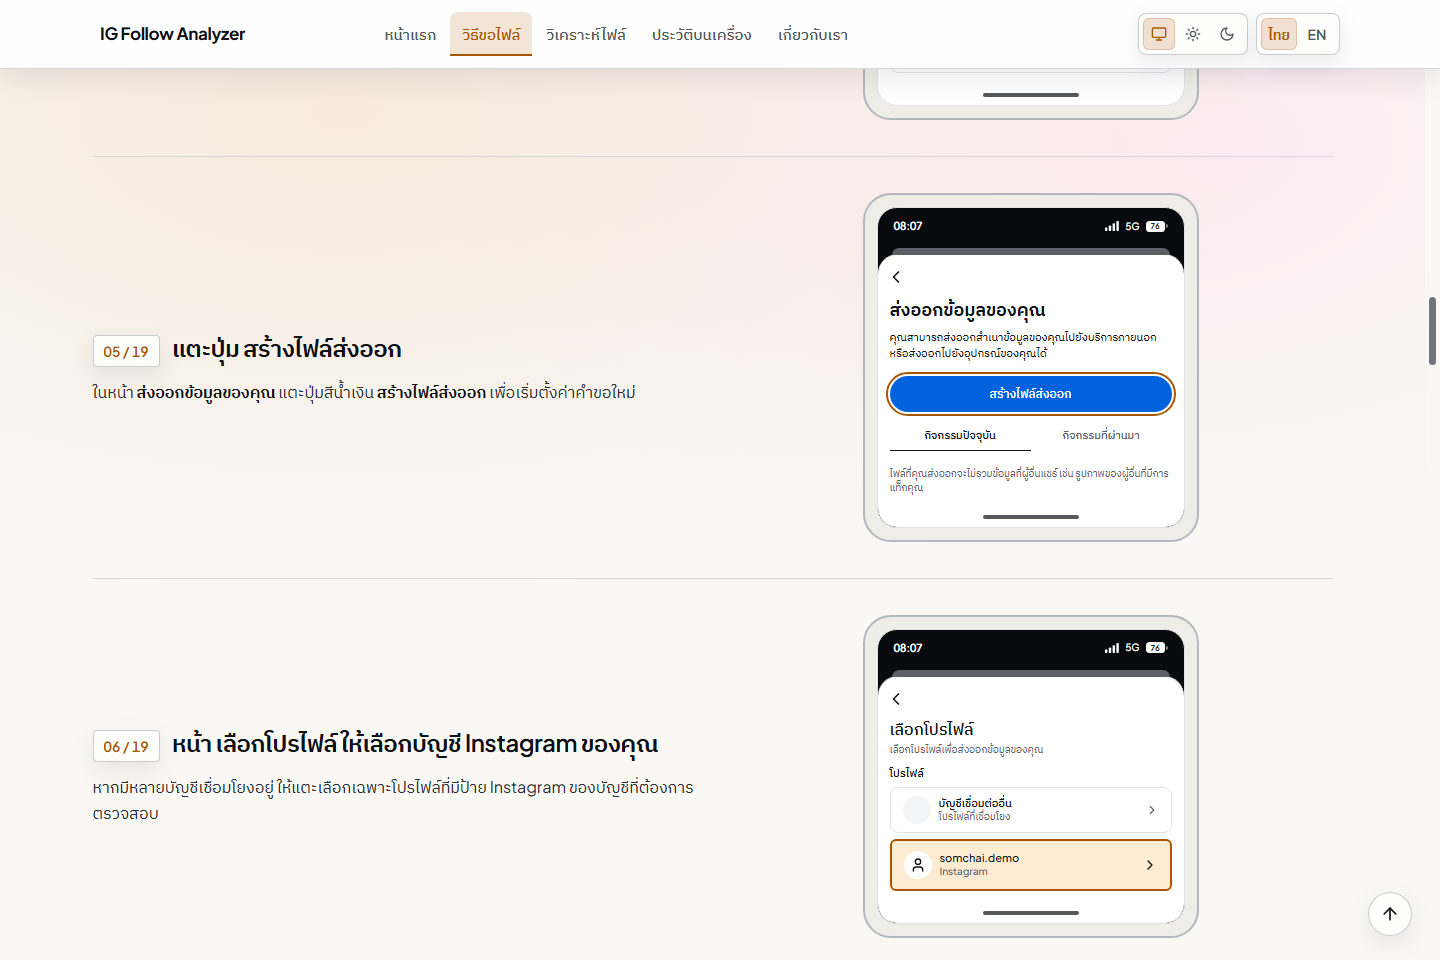 IG Follow Analyzer
หน้าแรก
วิธีขอไฟล์
วิเคราะห์ไฟล์
ประวัติบนเครื่อง
เกี่ยวกับเรา
ไทย
EN
05/19
แตะปุ่ม สร้างไฟล์ส่งออก
ในหน้า ส่งออกข้อมูลของคุณ แตะปุ่มสีน้ำเงิน สร้างไฟล์ส่งออก เพื่อเริ่มตั้งค่าคำขอใหม่
08:07
5G
76
ส่งออกข้อมูลของคุณ
คุณสามารถส่งออกสำเนาข้อมูลของคุณไปยังบริการภายนอก
หรือส่งออกไปยังอุปกรณ์ของคุณได้
สร้างไฟล์ส่งออก
กิจกรรมปัจจุบัน
กิจกรรมที่ผ่านมา
ไฟล์ที่คุณส่งออกจะไม่รวมข้อมูลที่ผู้อื่นแชร์ เช่น รูปภาพของผู้อื่นที่มีการ
แท็กคุณ
06/19
หน้า เลือกโปรไฟล์ ให้เลือกบัญชี Instagram ของคุณ
หากมีหลายบัญชีเชื่อมโยงอยู่ ให้แตะเลือกเฉพาะโปรไฟล์ที่มีป้าย Instagram ของบัญชีที่ต้องการ
ตรวจสอบ
08:07
5G
76
เลือกโปรไฟล์
เลือกโปรไฟล์เพื่อส่งออกข้อมูลของคุณ
โปรไฟล์
บัญชีเชื่อมต่ออื่น
โปรไฟล์ที่เชื่อมโยง
somchai.demo
Instagram